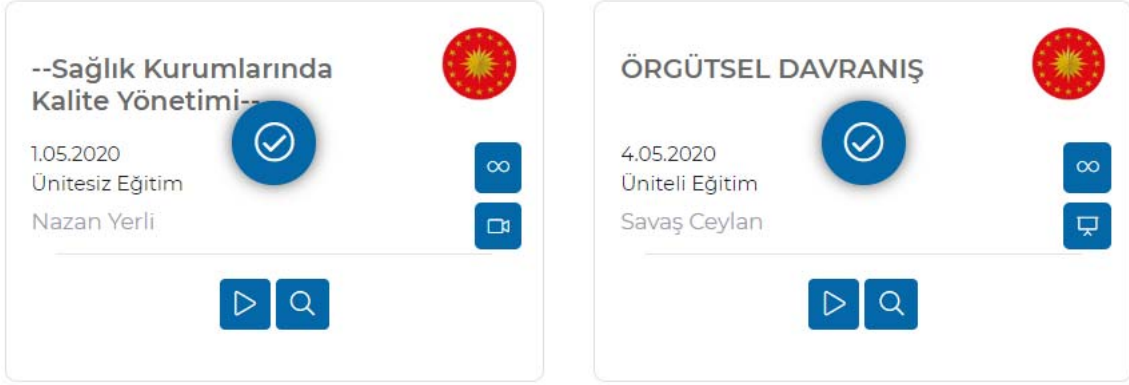 --Sağlık Kurumlarında
Kalite Yönetimi--
1.05.2020
Ünitesiz Eğitim
Nazan Yerli
ÖRGÜTSEL DAVRANIŞ
4.05.2020
Üniteli Eğitim
Savaş Ceylan